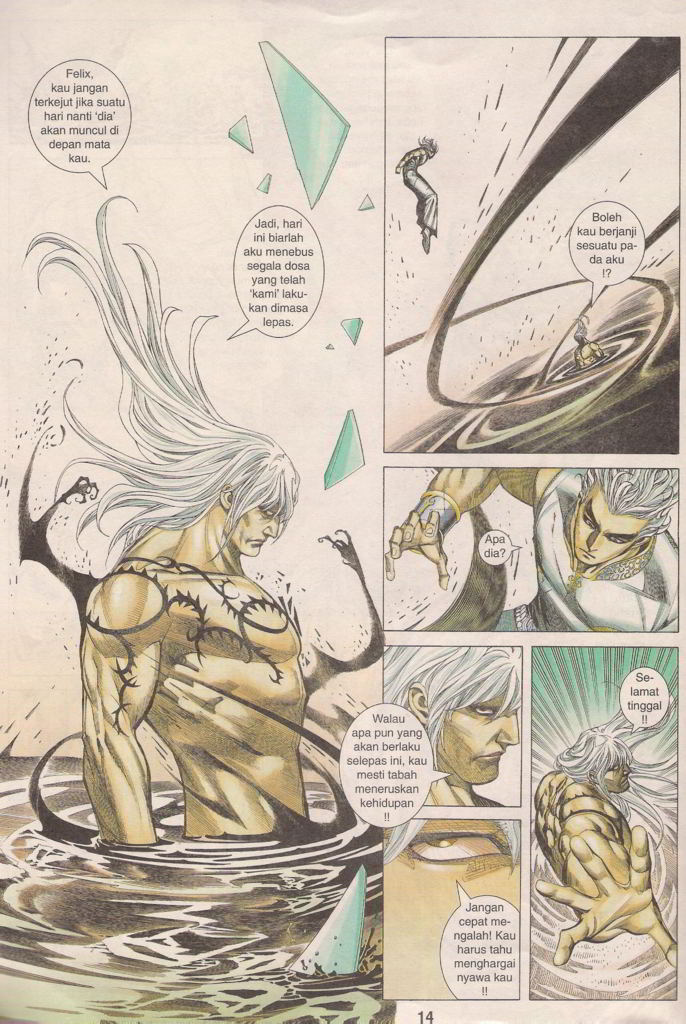 Felix,
kau jangan
terkejut jika suatu
hari nanti 'dia'
akan muncul di
depan mata
kau.
Jadi, hari
ini biarlah
aku menebus
segala dosa
yang telah
'kami' laku-
kan dimasa
lepas.
Boleh
kau berjanji
sesuatu pa-
da aku
!?
Apa
dia?
Walau
apa pun yang
akan berlaku
selepas ini, kau
mesti tabah
meneruskan
kehidupan
!!
Jangan
cepat me-
ngalah! Kau
harus tahu
menghargai
nyawa kau
!!
Se-
lamat
tinggal
!!
14